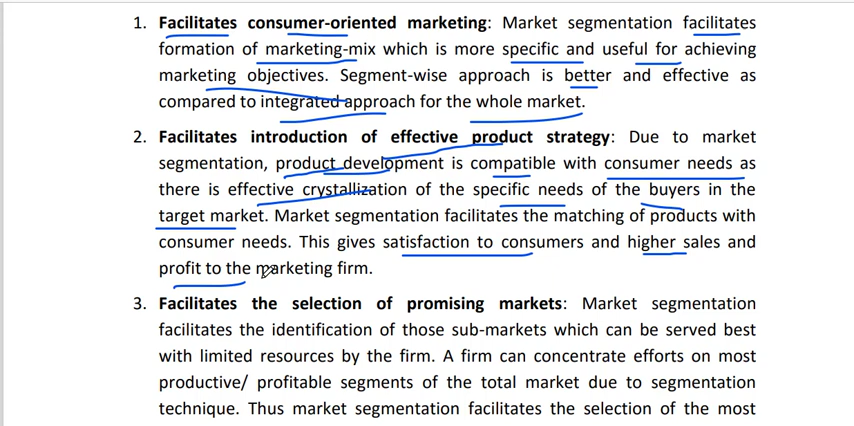 1. Facilitates consumer-oriented marketing: Market segmentation facilitates
formation of marketing-mix which is more specific and useful for achieving
marketing objectives. Segment-wise approach is better and effective as
compared to integrated approach for the whole market.
2. Facilitates introduction of effective product strategy: Due to market
segmentation, product development is compatible with consumer needs as
there is effective crystallization of the specific needs of the buyers in the
target market. Market segmentation facilitates the matching of products with
consumer needs. This gives satisfaction to consumers and higher sales and
profit to the marketing firm.
3. Facilitates the selection of promising markets: Market segmentation
facilitates the identification of those sub-markets which can be served best
with limited resources by the firm. A firm can concentrate efforts on most
productive/ profitable segments of the total market due to segmentation
technique. Thus market segmentation facilitates the selection of the most